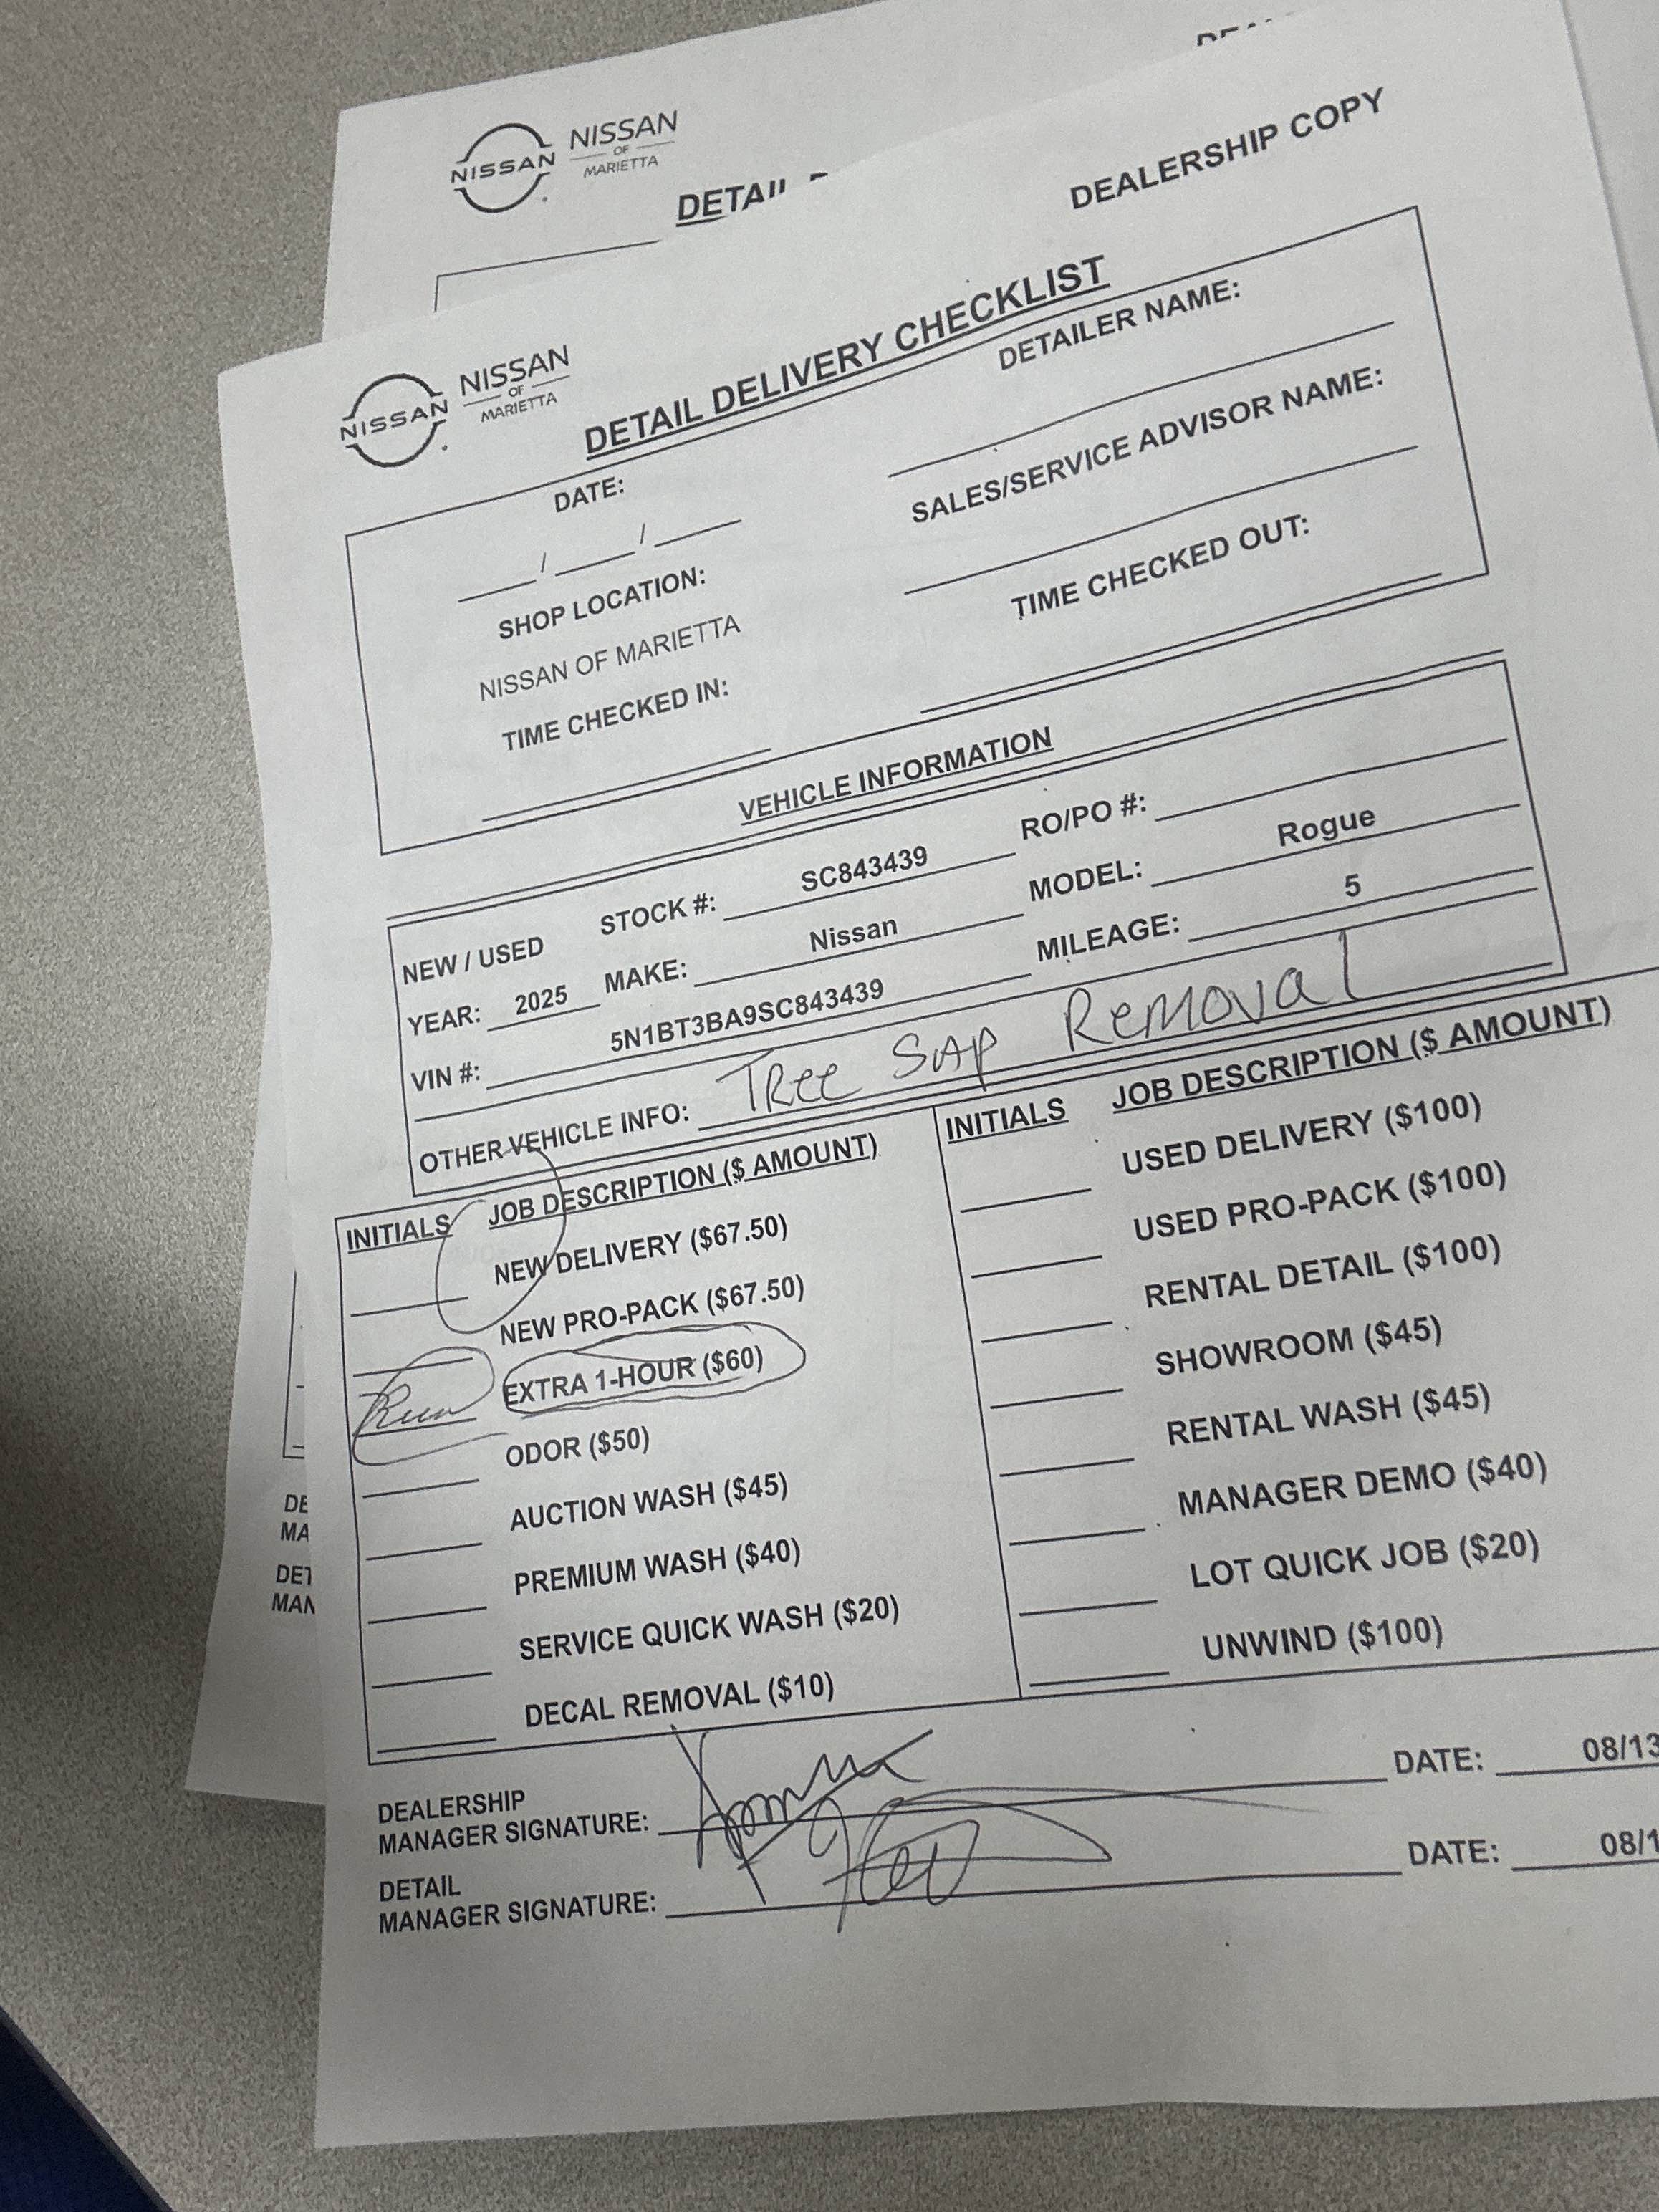 NISSAN
NISSAN
OF
MARIETTA
NISSAN
NISSAN
OF
MARIETTA
DEALERSHIP COPY
DETAIL DELIVERY CHECKLIST
DATE:
DETAILER NAME:
/ /
SHOP LOCATION:
SALES/SERVICE ADVISOR NAME:
NISSAN OF MARIETTA
TIME CHECKED IN:
TIME CHECKED OUT:
VEHICLE INFORMATION
NEW / USED STOCK #: SC843439 RO/PO #:
YEAR: 2025 MAKE: Nissan MODEL: Rogue
VIN #: 5N1BT3BA9SC843439 MILEAGE: 5
OTHER VEHICLE INFO: Tree Sap Removal
INITIALS JOB DESCRIPTION ($ AMOUNT)
NEW DELIVERY ($67.50)
NEW PRO-PACK ($67.50)
EXTRA 1-HOUR ($60)
ODOR ($50)
AUCTION WASH ($45)
PREMIUM WASH ($40)
SERVICE QUICK WASH ($20)
DECAL REMOVAL ($10)
INITIALS JOB DESCRIPTION ($ AMOUNT)
USED DELIVERY ($100)
USED PRO-PACK ($100)
RENTAL DETAIL ($100)
SHOWROOM ($45)
RENTAL WASH ($45)
MANAGER DEMO ($40)
LOT QUICK JOB ($20)
UNWIND ($100)
DEALERSHIP
MANAGER SIGNATURE: DATE: 08/13
DETAIL
MANAGER SIGNATURE: DATE: 08/1